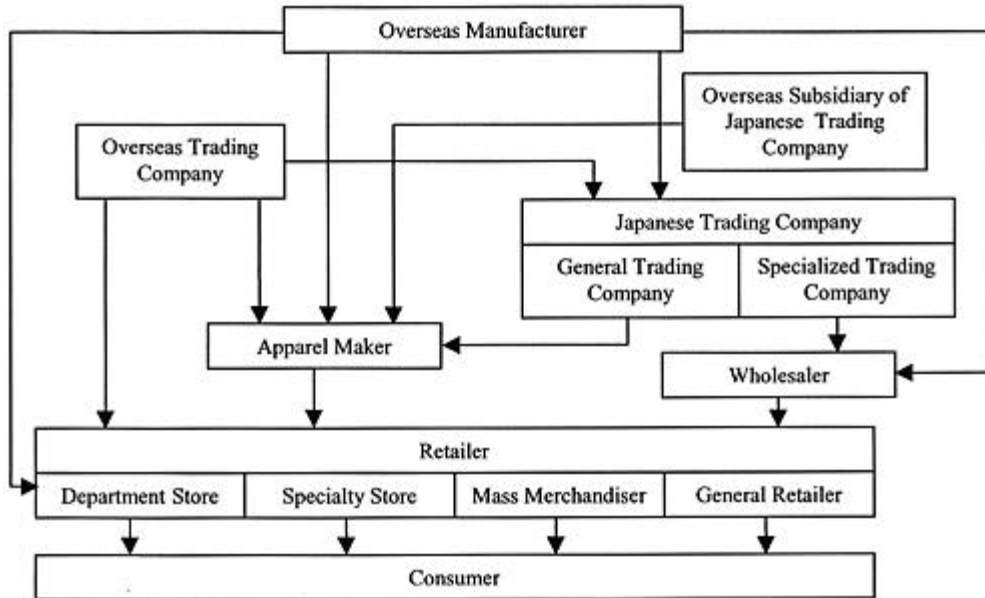 Overseas Manufacturer
Overseas Subsidiary of
Japanese Trading
Company
Overseas Trading
Company
Japanese Trading Company
General Trading
Company
Specialized Trading
Company
Apparel Maker
Wholesaler
Retailer
Department Store
Specialty Store
Mass Merchandiser
General Retailer
Consumer